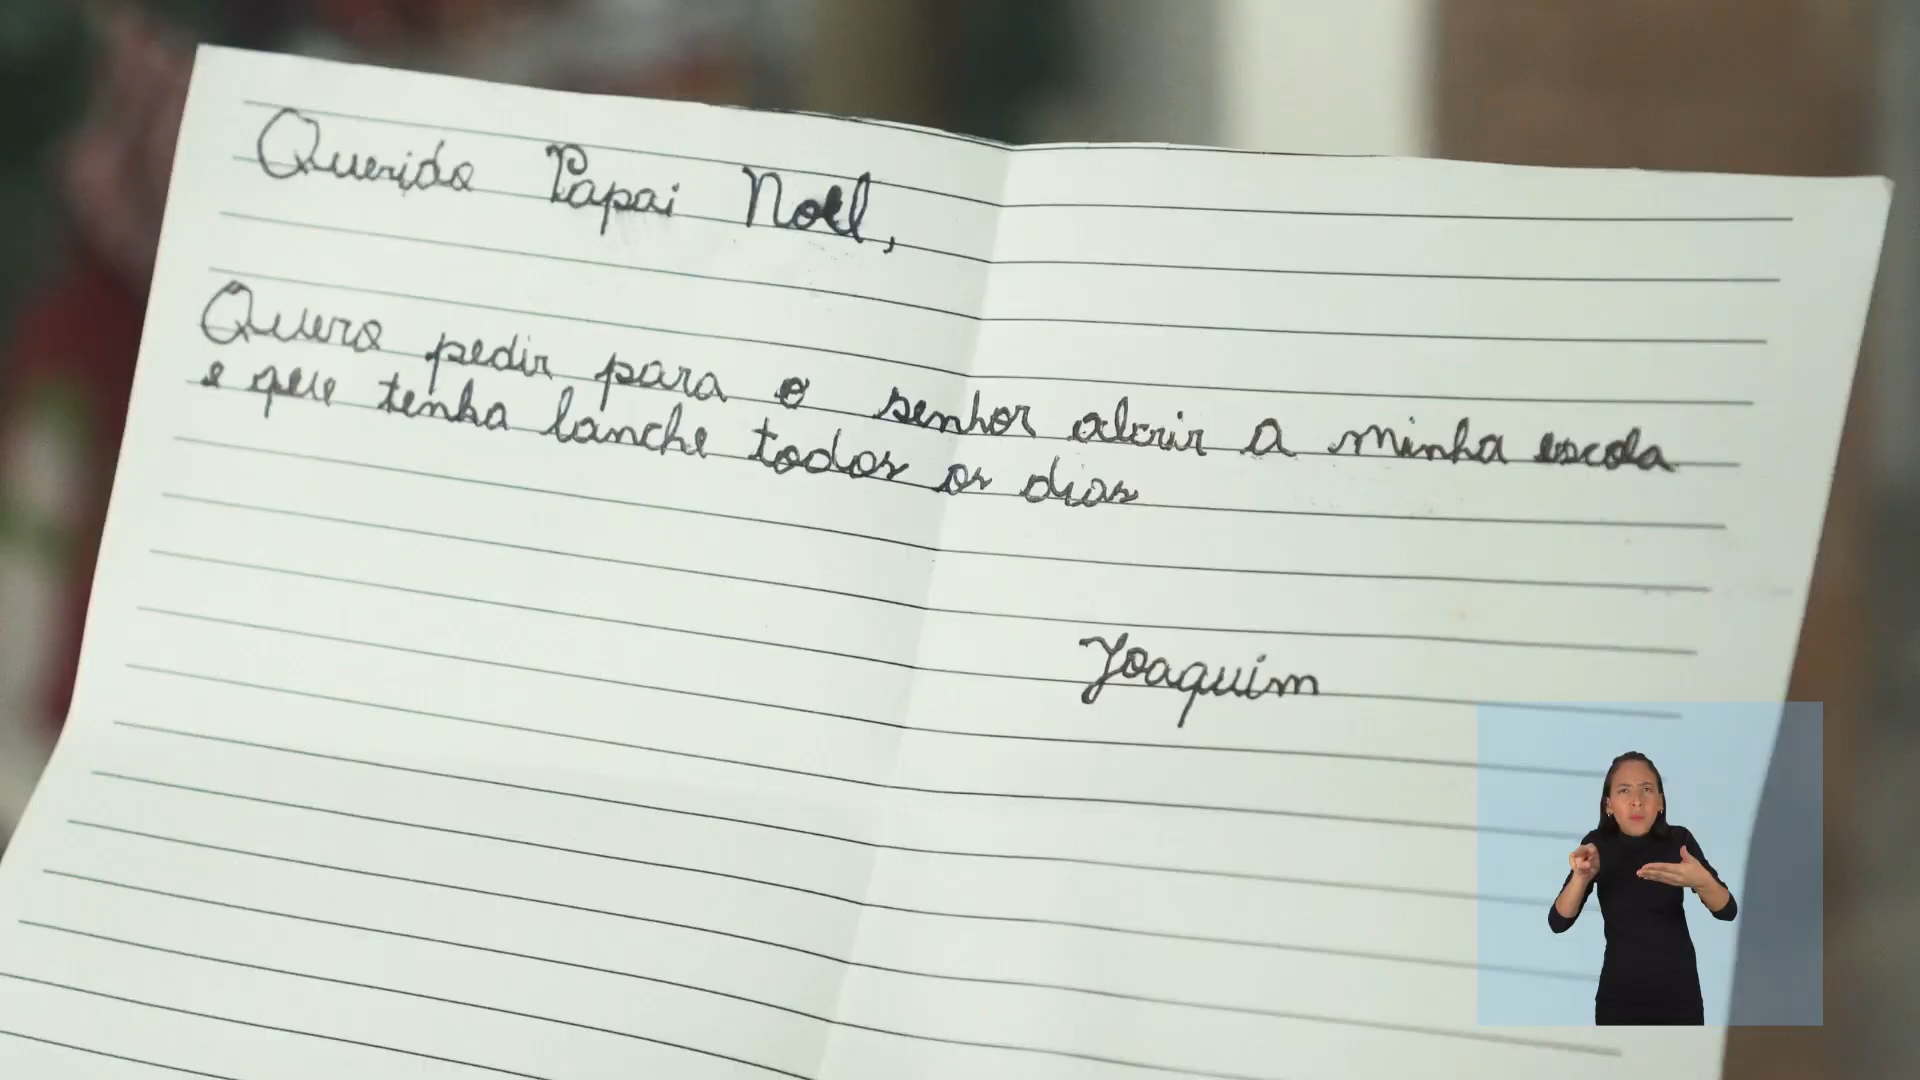 Querido Papai Noel,
Quero pedir para o senhor abrir a minha escola
e que tenha lanche todos os dias
Joaquim